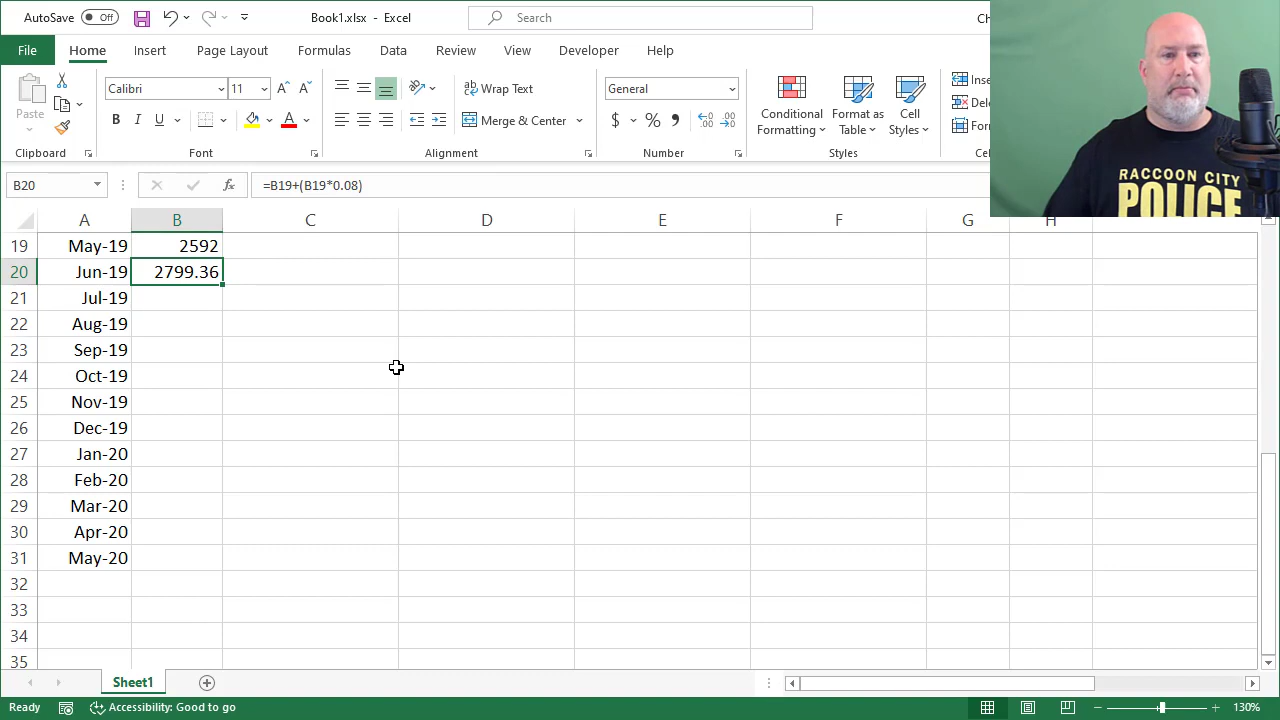 AutoSave Off Book1.xlsx - Excel Search
File Home Insert Page Layout Formulas Data Review View Developer Help
Calibri 11 Wrap Text General
Paste B I U Merge & Center $ % Conditional Formatting Format as Table Cell Styles
Clipboard Font Alignment Number Styles
B20 fx =B19+(B19*0.08)
A B C D E F G H
19 May-19 2592
20 Jun-19 2799.36
21 Jul-19
22 Aug-19
23 Sep-19
24 Oct-19
25 Nov-19
26 Dec-19
27 Jan-20
28 Feb-20
29 Mar-20
30 Apr-20
31 May-20
32
33
34
35
Sheet1
Ready Accessibility: Good to go 130%
RACCOON CITY
POLICE